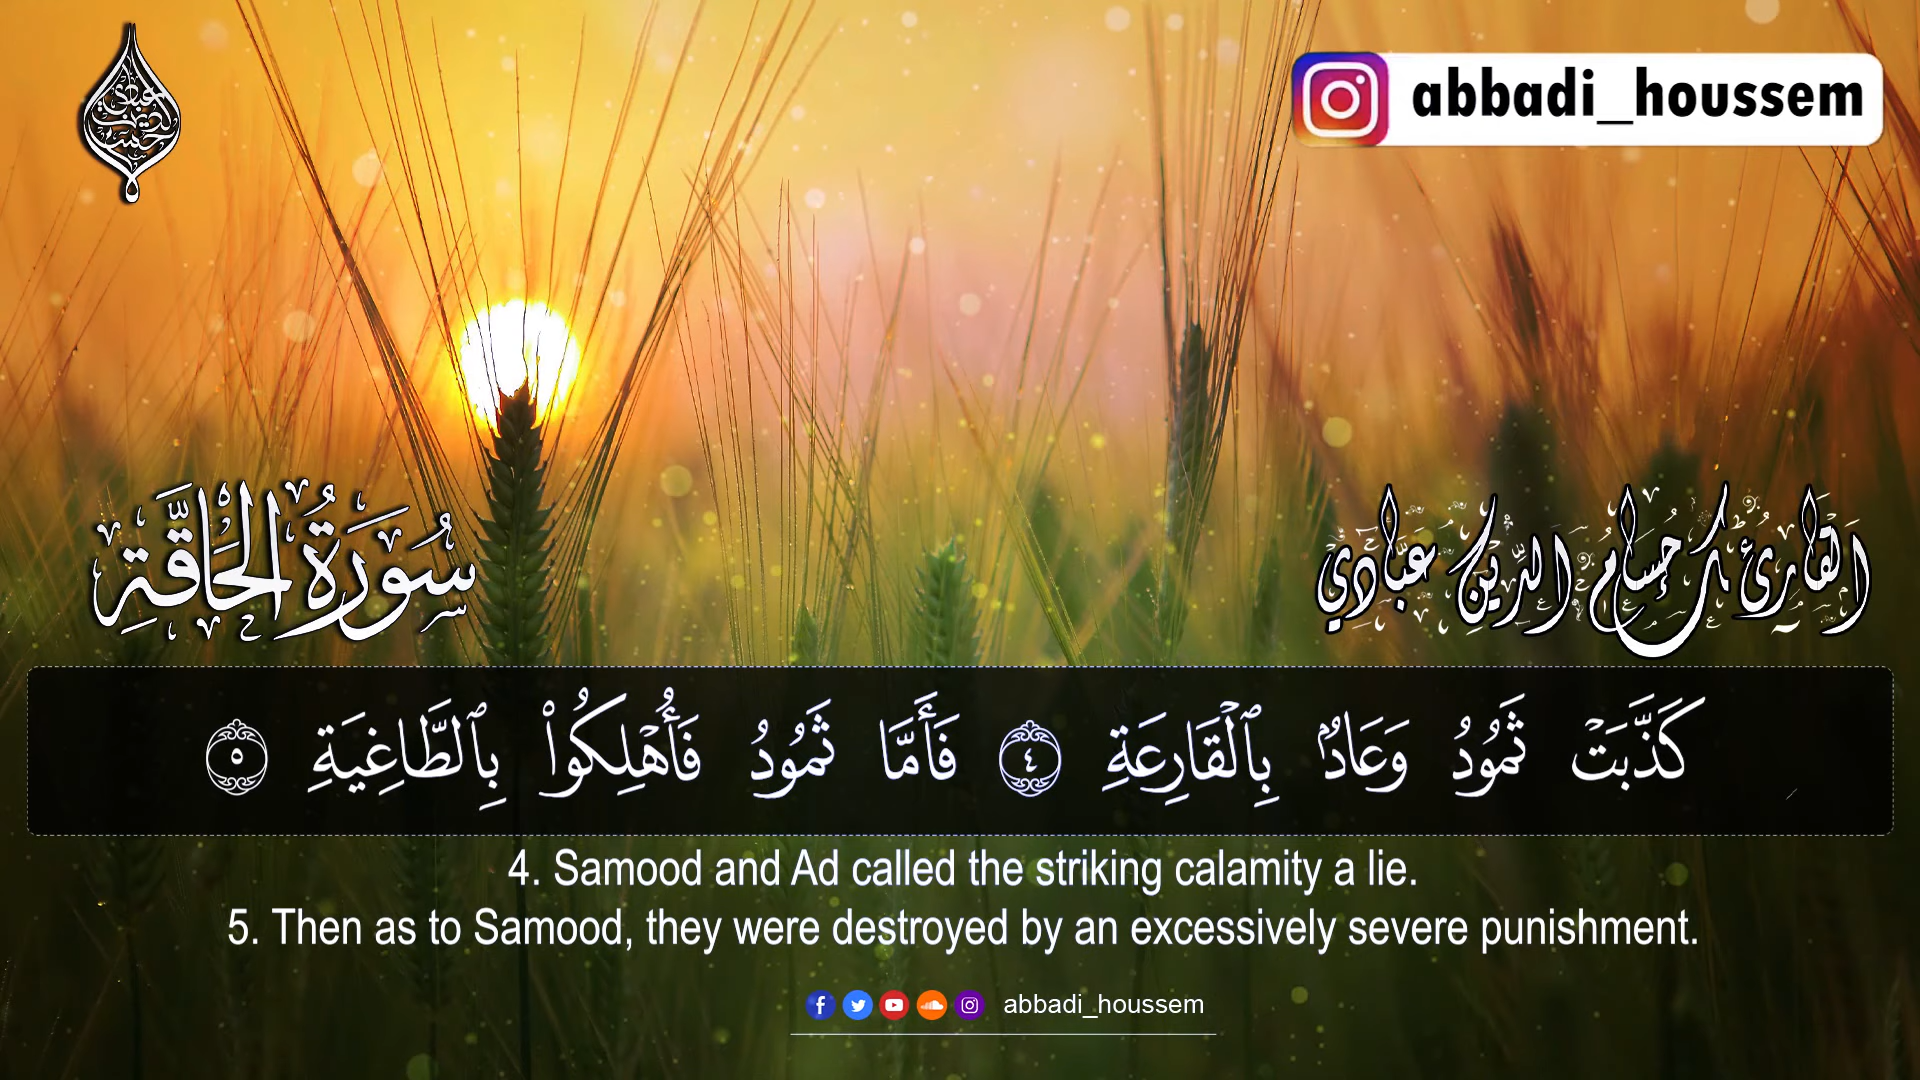 abbadi_houssem
سُورَةُ الْحَاقَّةِ
القارئ حسام الدين عبادي
كَذَّبَتْ ثَمُودُ وَعَادٌۢ بِٱلْقَارِعَةِ ٤ فَأَمَّا ثَمُودُ فَأُهْلِكُوا۟ بِٱلطَّاغِيَةِ ٥
4. Samood and Ad called the striking calamity a lie.
5. Then as to Samood, they were destroyed by an excessively severe punishment.
abbadi_houssem